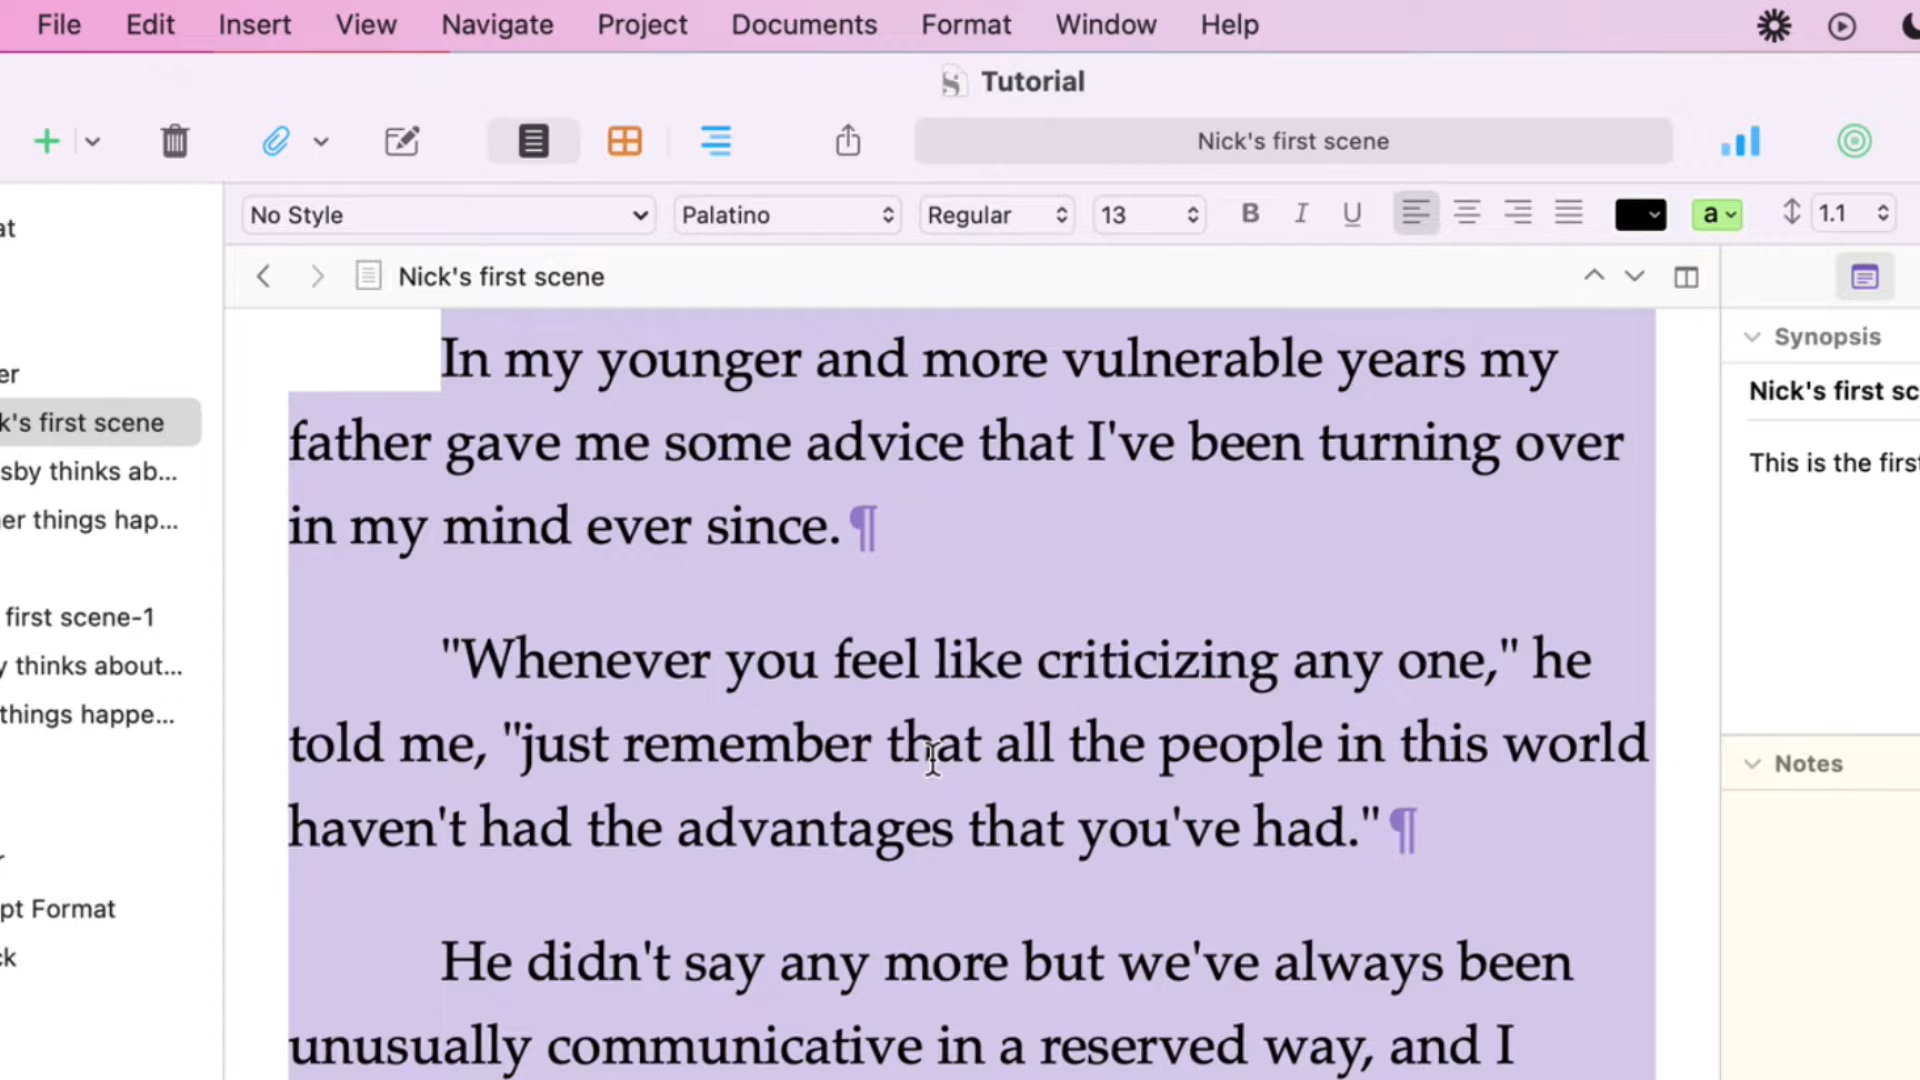 File Edit Insert View Navigate Project Documents Format Window Help
Tutorial
Nick's first scene
No Style Palatino Regular 13 B I U a 1.1
Nick's first scene
at
er
k's first scene
sby thinks ab...
er things hap...
first scene-1
y thinks about...
things happe...
r
pt Format
ck
In my younger and more vulnerable years my
father gave me some advice that I've been turning over
in my mind ever since. ¶
"Whenever you feel like criticizing any one," he
told me, "just remember that all the people in this world
haven't had the advantages that you've had." ¶
He didn't say any more but we've always been
unusually communicative in a reserved way, and I
Synopsis
Nick's first sc
This is the first
Notes